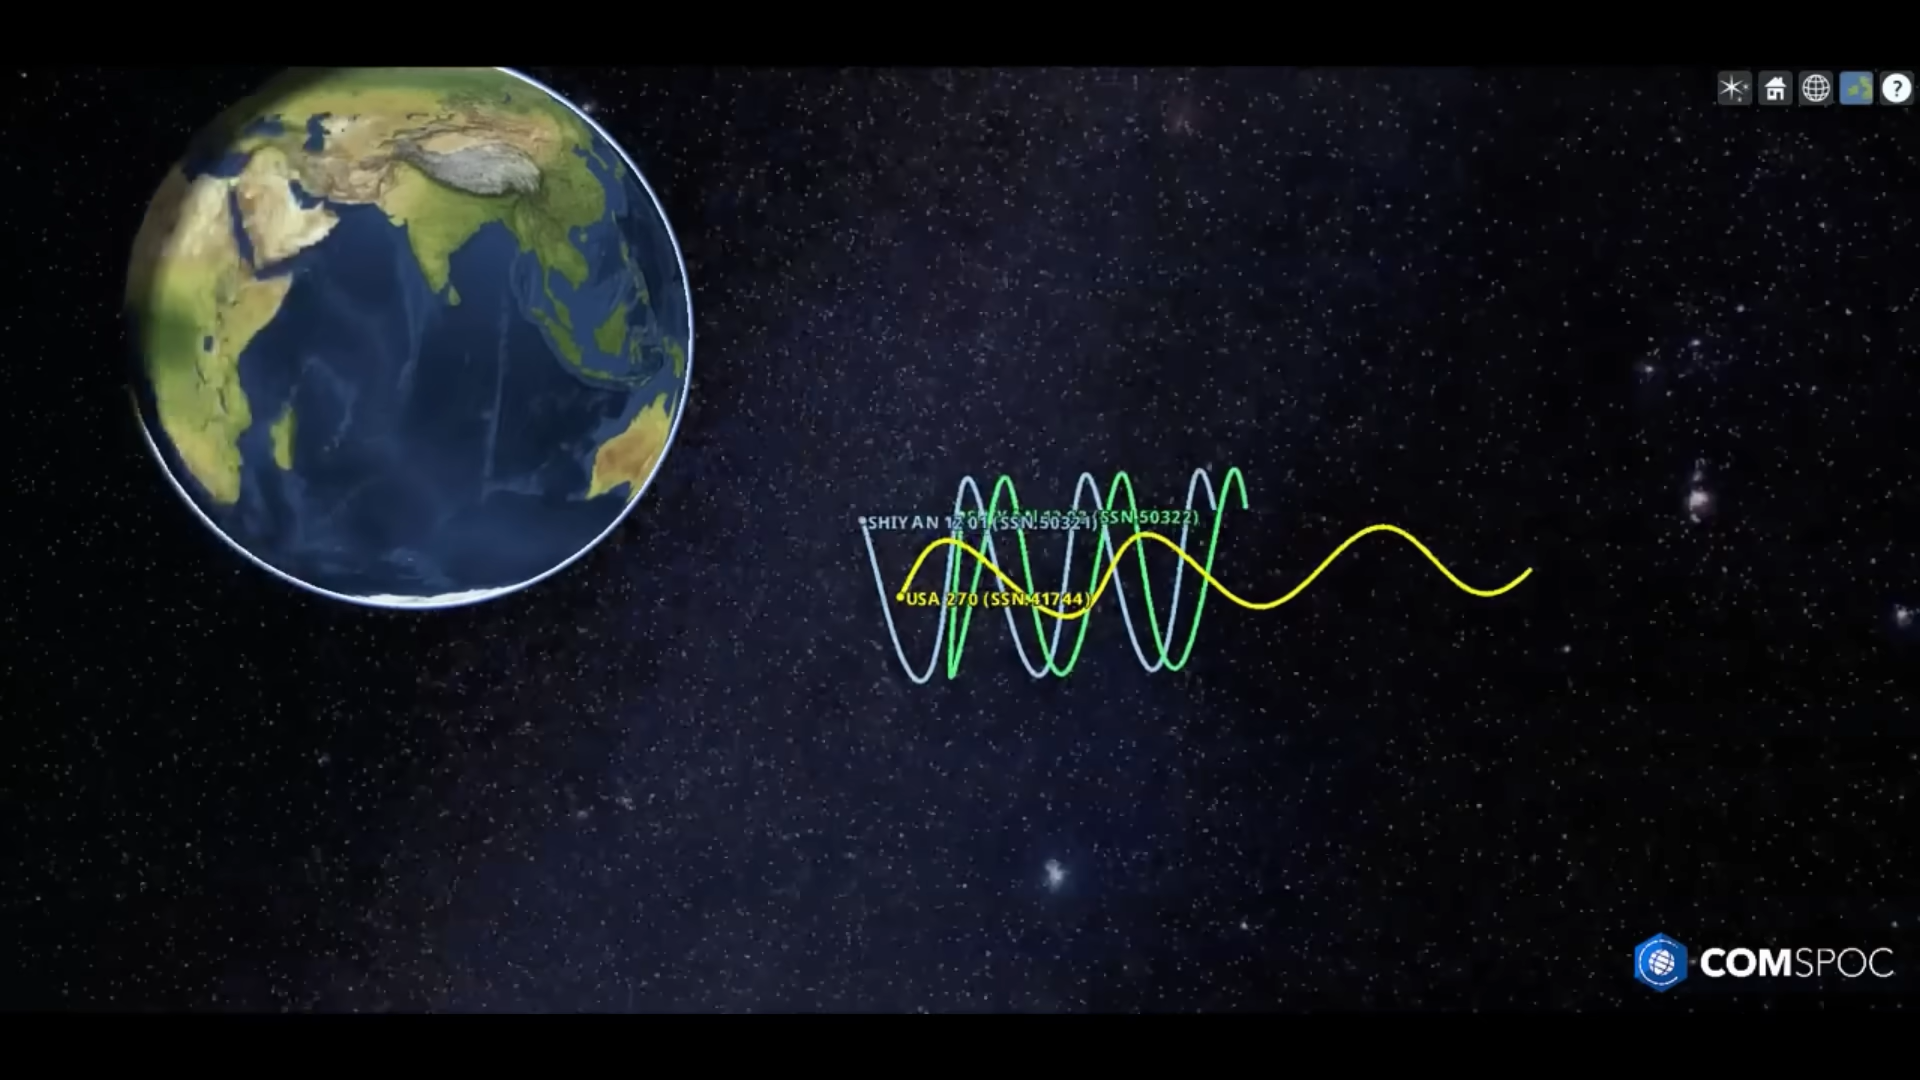 ?
SHIYAN 12 01 (SSN:50321)
(SSN:50322)
USA 270 (SSN:41744)
COMSPOC